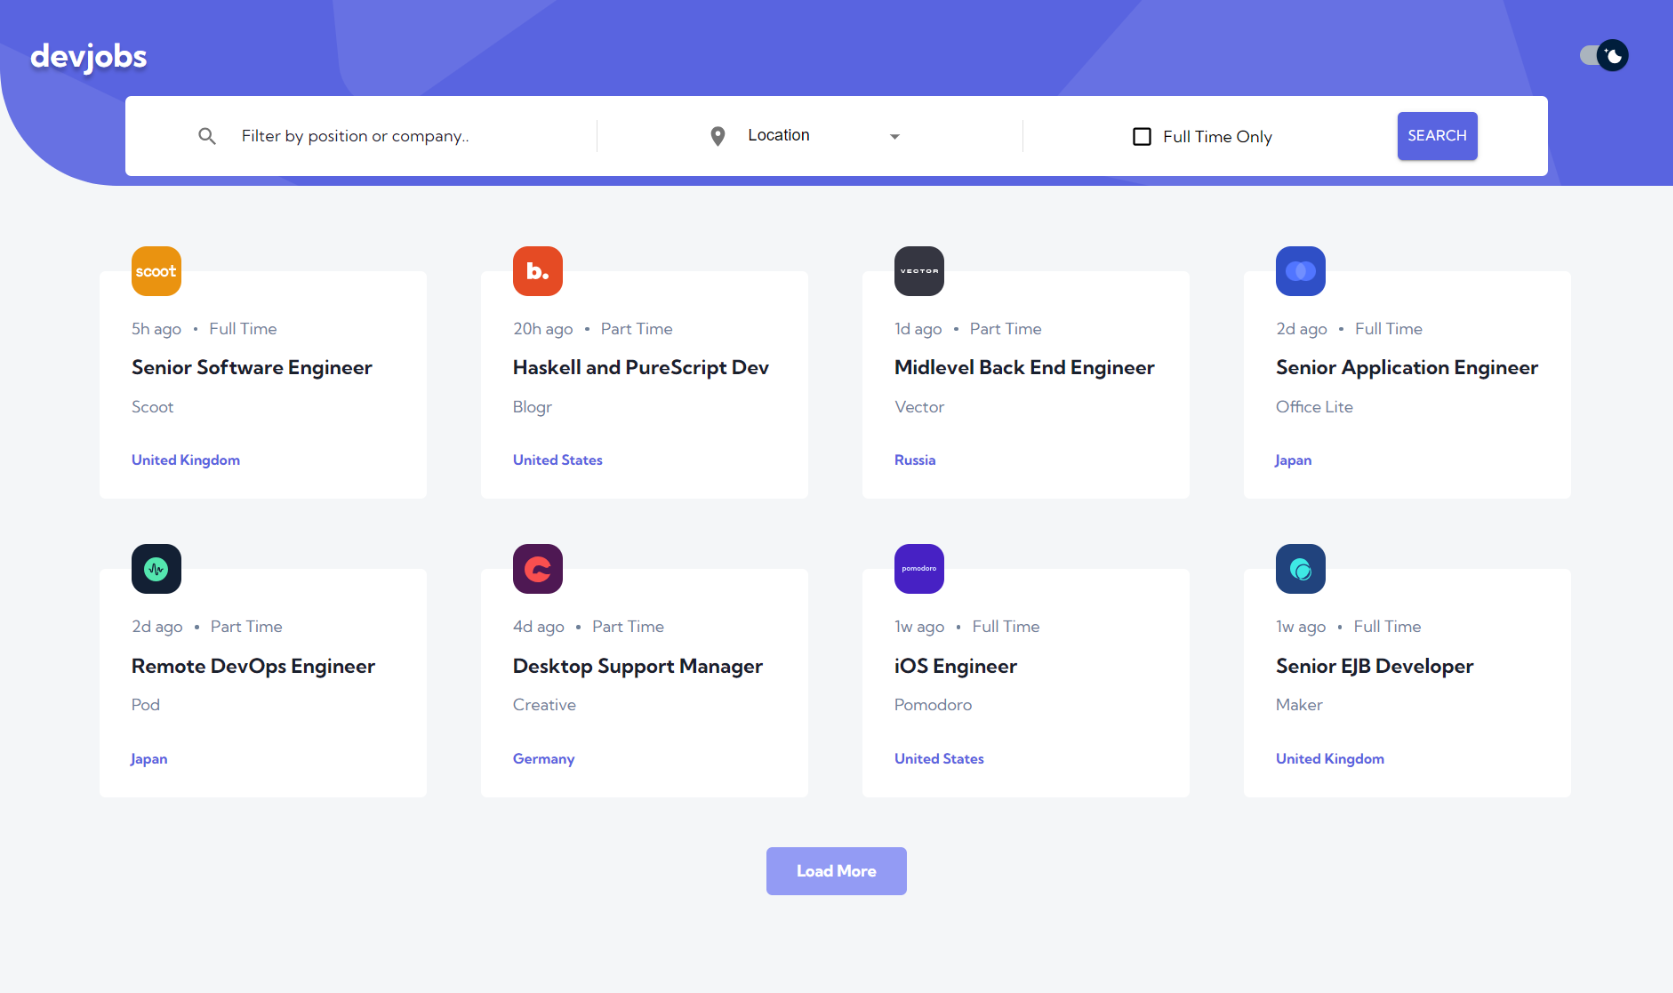 devjobs
Filter by position or company..
Location
Full Time Only
SEARCH
scoot
5h ago • Full Time
Senior Software Engineer
Scoot
United Kingdom
b.
20h ago • Part Time
Haskell and PureScript Dev
Blogr
United States
VECTOR
1d ago • Part Time
Midlevel Back End Engineer
Vector
Russia
2d ago • Full Time
Senior Application Engineer
Office Lite
Japan
2d ago • Part Time
Remote DevOps Engineer
Pod
Japan
4d ago • Part Time
Desktop Support Manager
Creative
Germany
pomodoro
1w ago • Full Time
iOS Engineer
Pomodoro
United States
1w ago • Full Time
Senior EJB Developer
Maker
United Kingdom
Load More